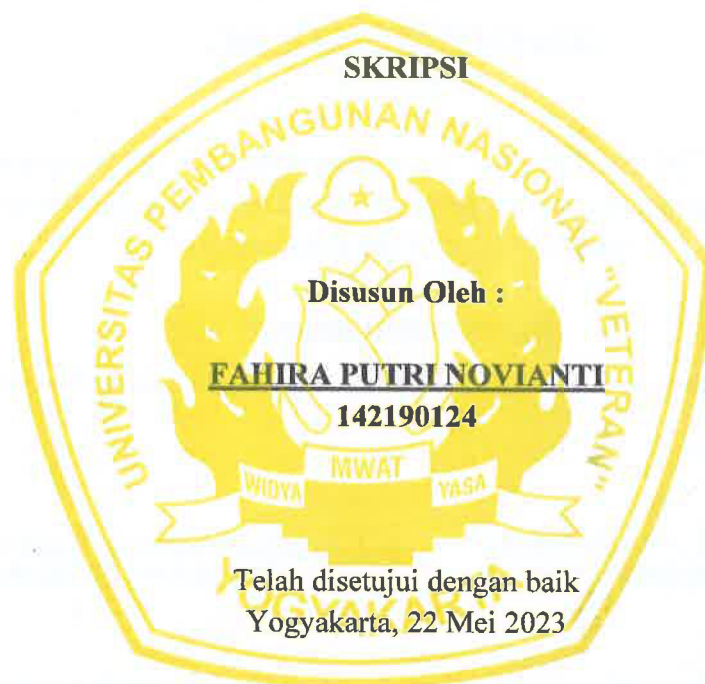 SKRIPSI
UNIVERSITAS PEMBANGUNAN NASIONAL "VETERAN"
Disusun Oleh :
FAHIRA PUTRI NOVIANTI
142190124
WIDYA MWAT YASA
Telah disetujui dengan baik
YOGYAKARTA
Yogyakarta, 22 Mei 2023